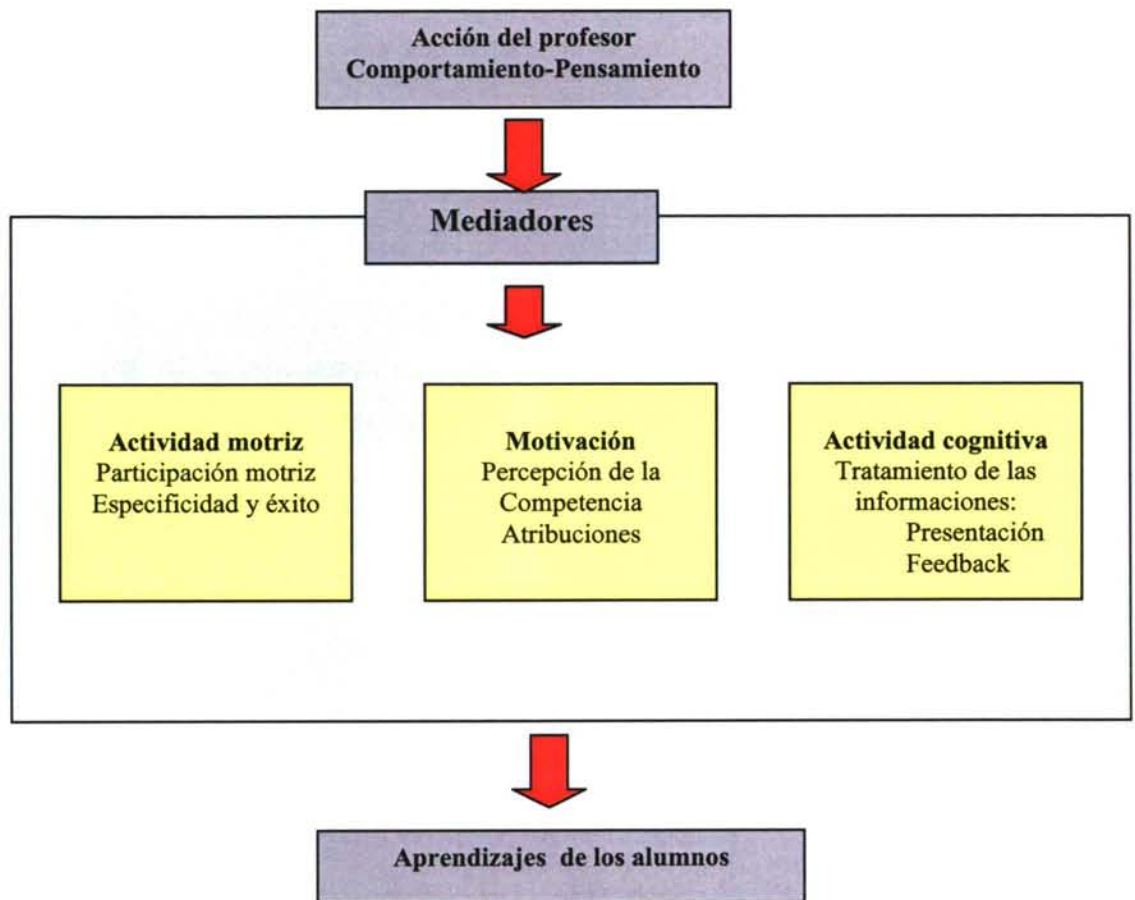 Acción del profesor
Comportamiento-Pensamiento
Mediadores
Actividad motriz
Participación motriz
Especificidad y éxito
Motivación
Percepción de la
Competencia
Atribuciones
Actividad cognitiva
Tratamiento de las
informaciones:
Presentación
Feedback
Aprendizajes de los alumnos